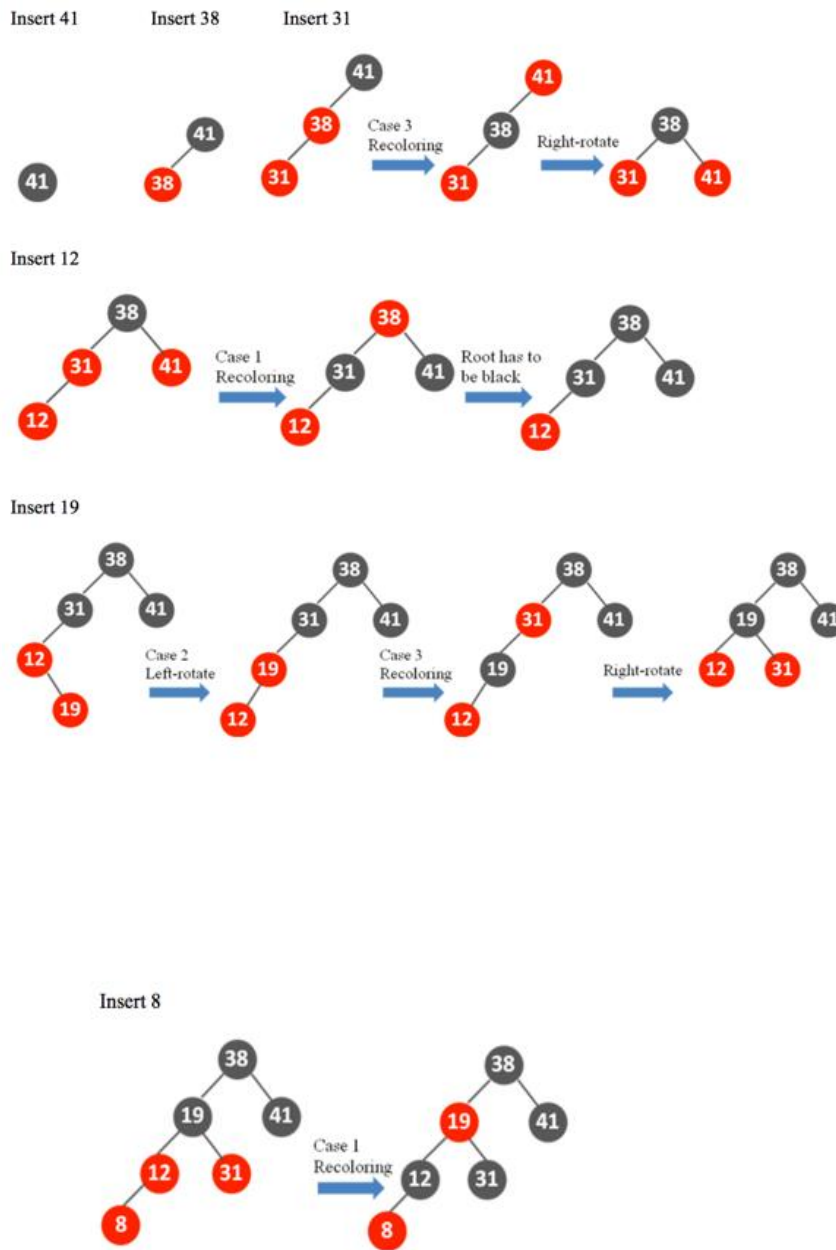 Insert 41 Insert 38 Insert 31
41
41
38
41
38
31
Case 3
Recoloring
41
38
31
Right-rotate
38
31 41
Insert 12
38
31 41
12
Case 1
Recoloring
38
31 41
12
Root has to
be black
38
31 41
12
Insert 19
38
31 41
12
19
Case 2
Left-rotate
38
31 41
19
12
Case 3
Recoloring
38
31 41
19
12
Right-rotate
38
19 41
12 31
Insert 8
38
19 41
12 31
8
Case 1
Recoloring
38
19 41
12 31
8